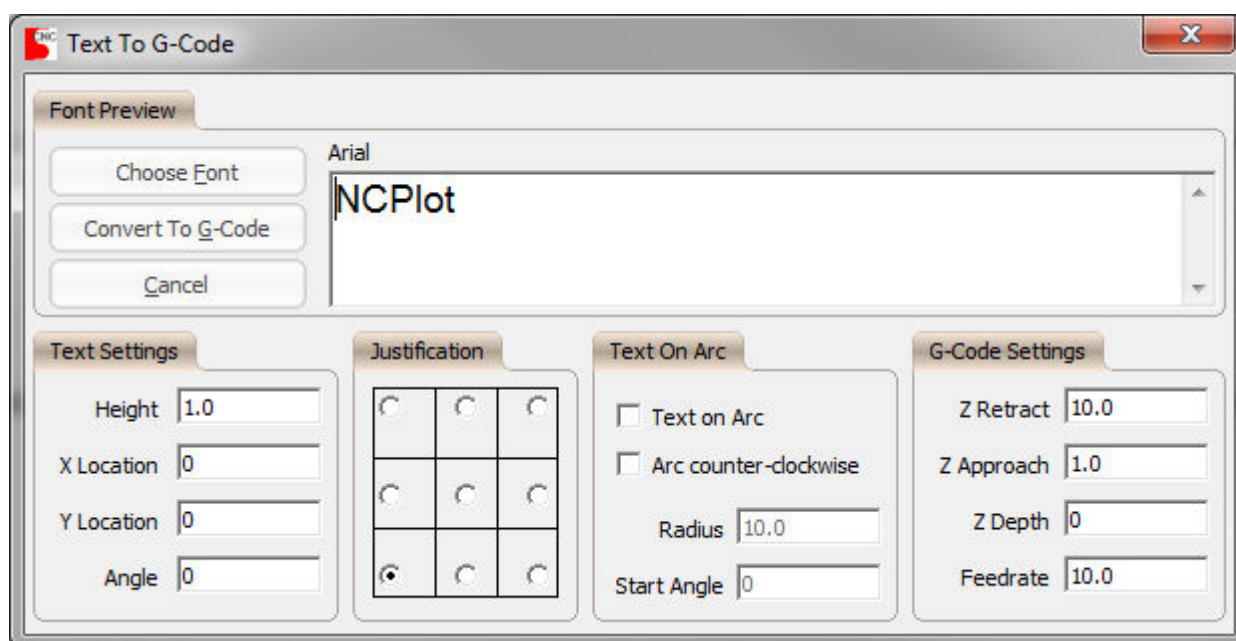 CNC Text To G-Code
Font Preview
Choose Font
Convert To G-Code
Cancel
Arial
NCPlot
Text Settings
Height 1.0
X Location 0
Y Location 0
Angle 0
Justification
Text On Arc
Text on Arc
Arc counter-clockwise
Radius 10.0
Start Angle 0
G-Code Settings
Z Retract 10.0
Z Approach 1.0
Z Depth 0
Feedrate 10.0